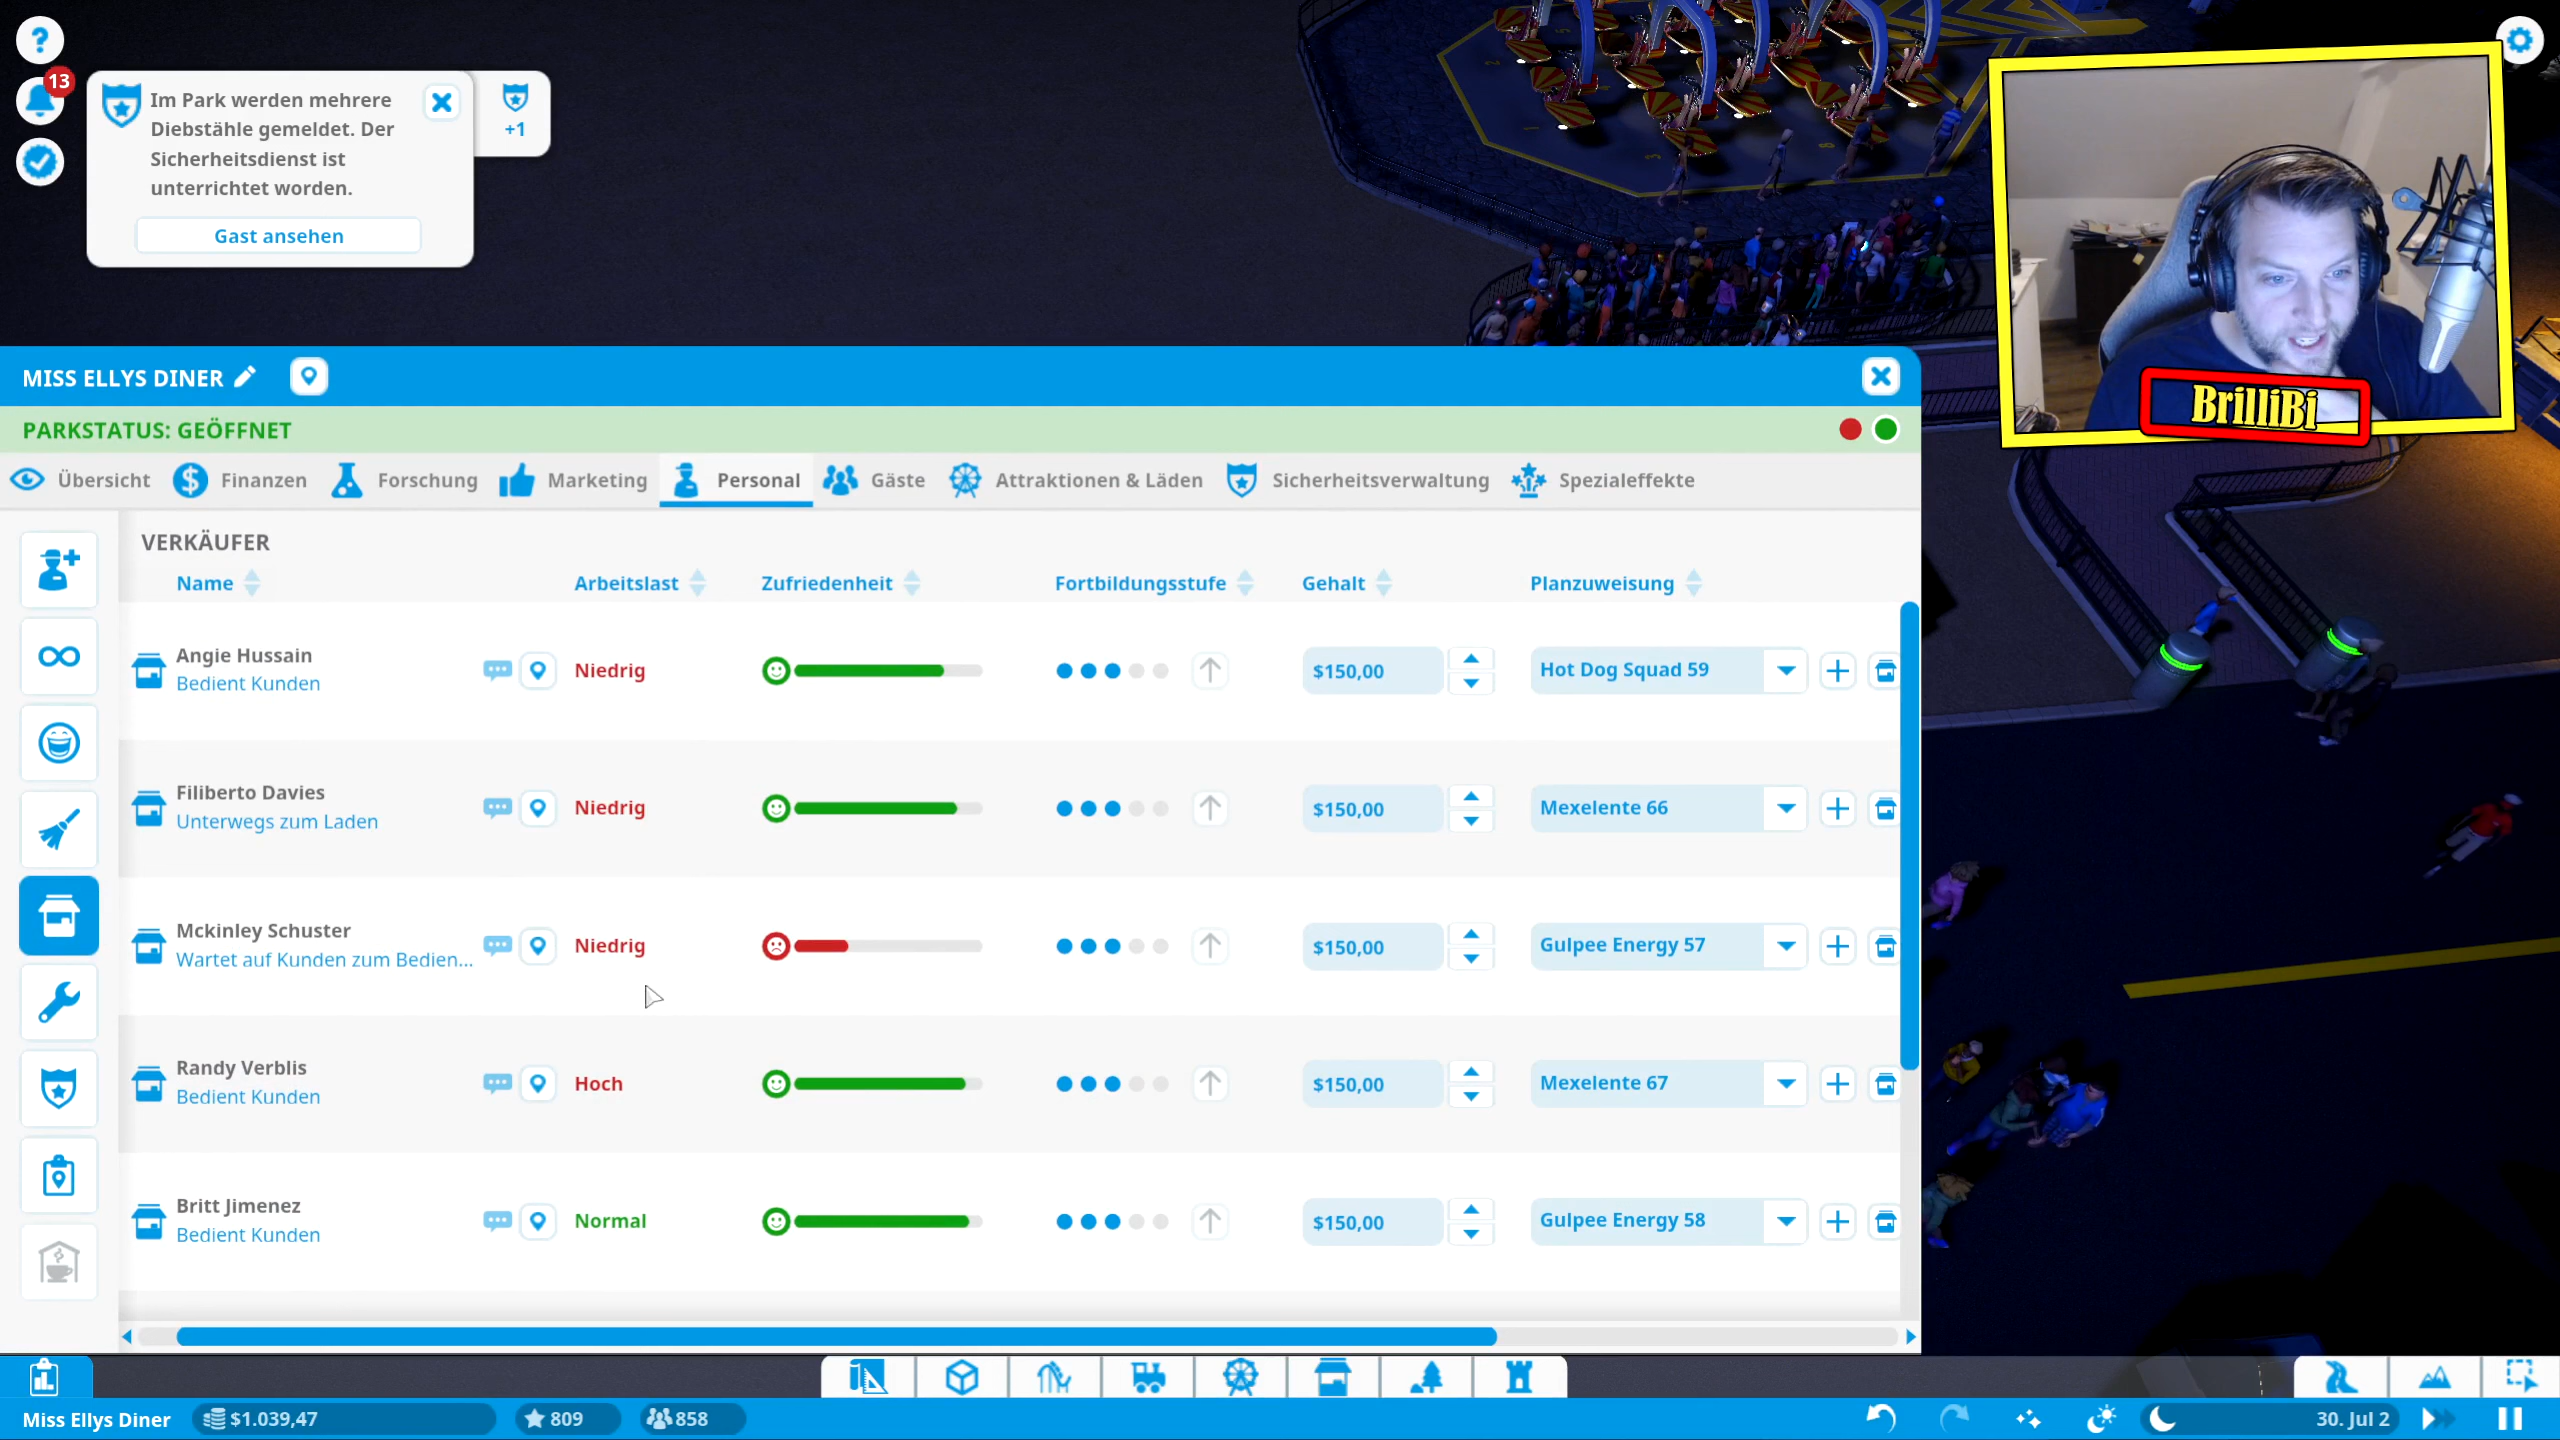 ?
13
Im Park werden mehrere
Diebstähle gemeldet. Der
Sicherheitsdienst ist
unterrichtet worden.
Gast ansehen
+1
BrilliBi
MISS ELLYS DINER
PARKSTATUS: GEÖFFNET
Übersicht Finanzen Forschung Marketing Personal Gäste Attraktionen & Läden Sicherheitsverwaltung Spezialeffekte
VERKÄUFER
Name Arbeitslast Zufriedenheit Fortbildungsstufe Gehalt Planzuweisung
Angie Hussain
Bedient Kunden
Niedrig $150,00 Hot Dog Squad 59
Filiberto Davies
Unterwegs zum Laden
Niedrig $150,00 Mexelente 66
Mckinley Schuster
Wartet auf Kunden zum Bedien...
Niedrig $150,00 Gulpee Energy 57
Randy Verblis
Bedient Kunden
Hoch $150,00 Mexelente 67
Britt Jimenez
Bedient Kunden
Normal $150,00 Gulpee Energy 58
Miss Ellys Diner $1.039,47 809 858 30. Jul 2